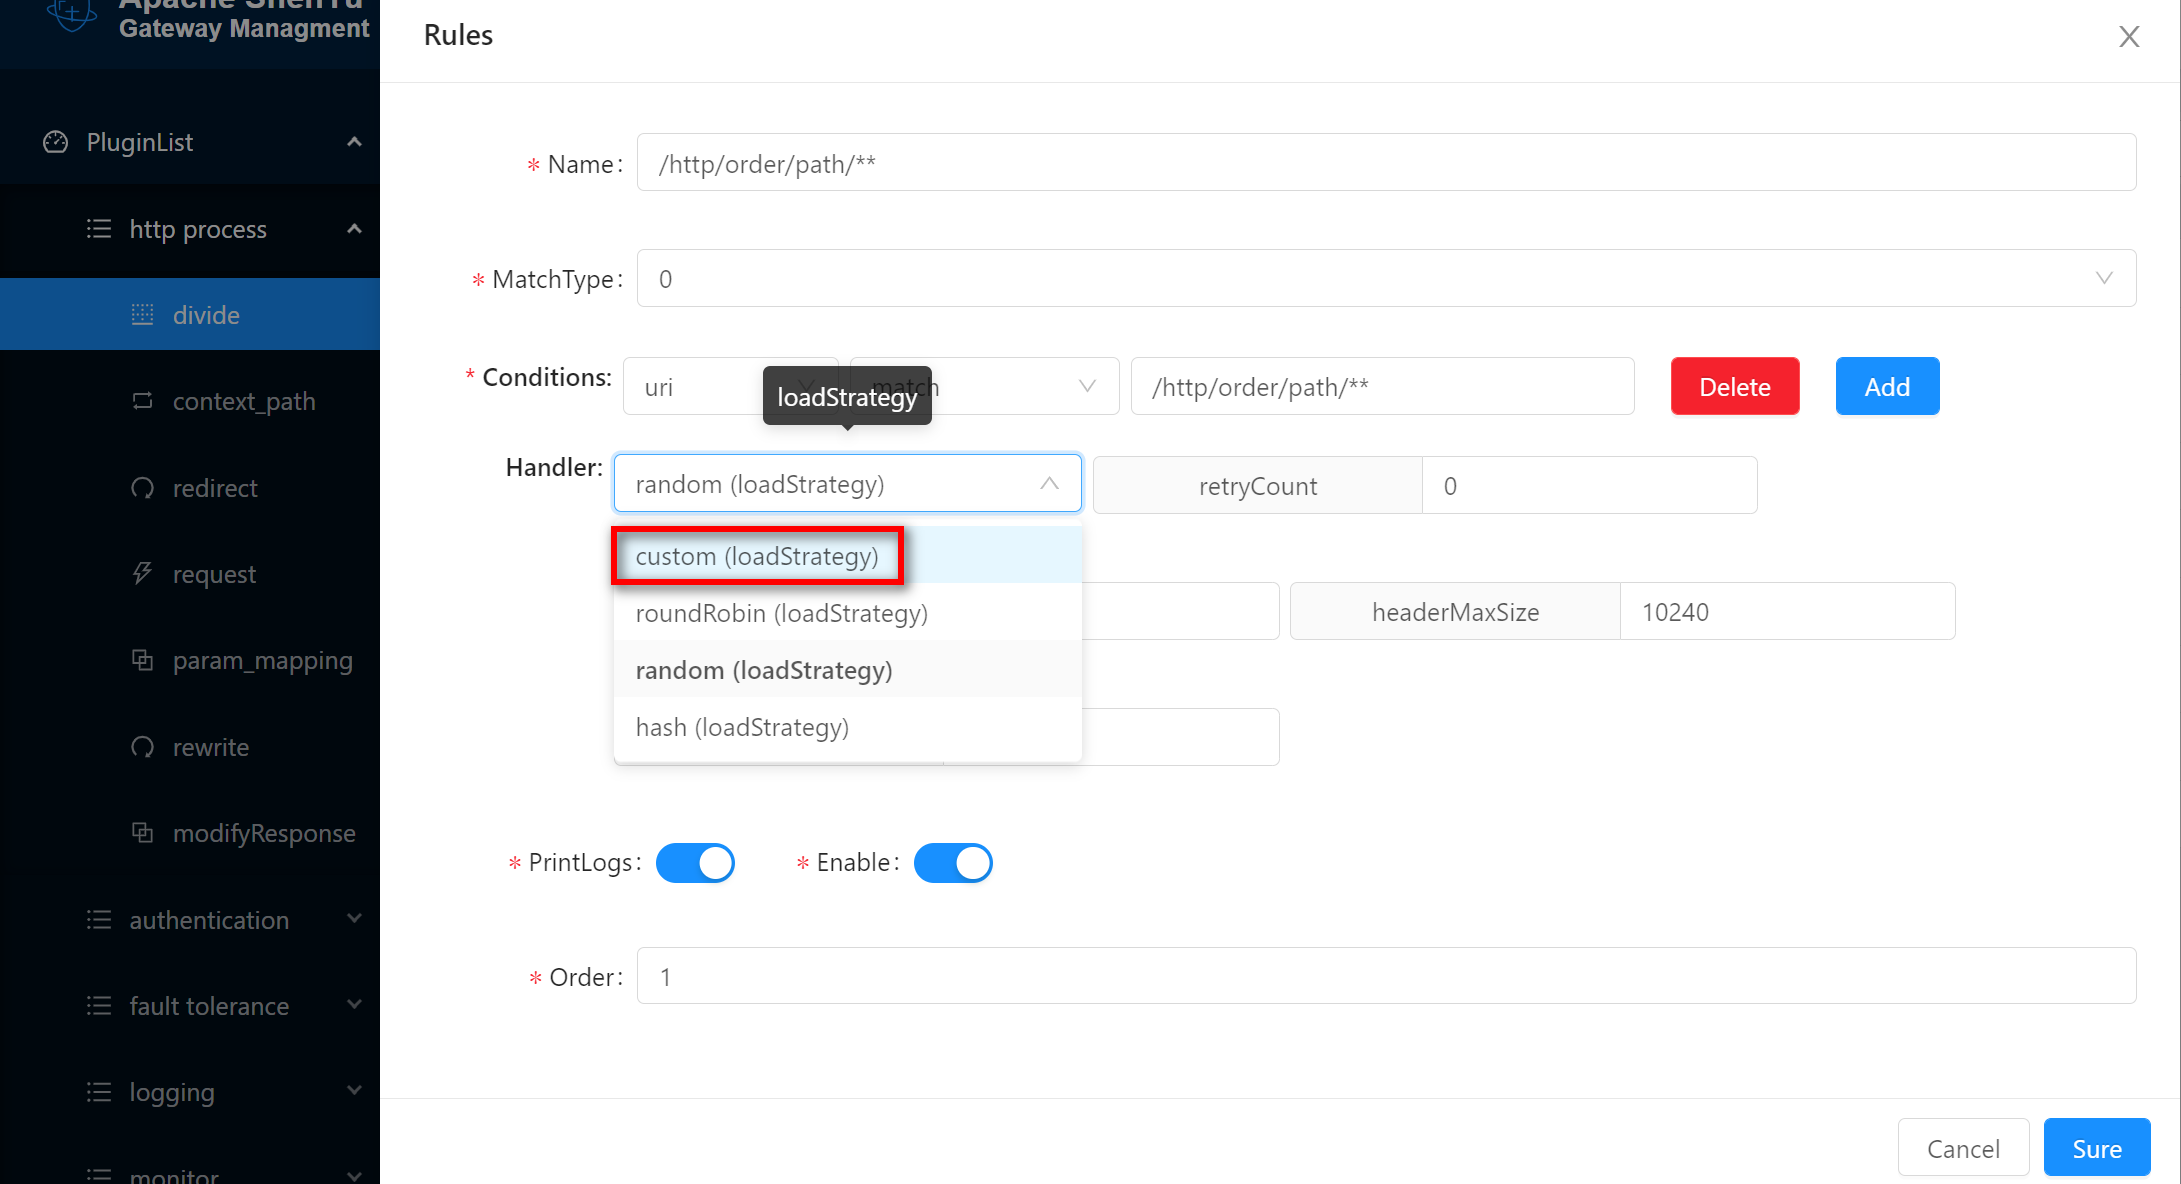 Apache ShenYu
Gateway Managment
PluginList
http process
divide
context_path
redirect
request
param_mapping
rewrite
modifyResponse
authentication
fault tolerance
logging
monitor
Rules
* Name: /http/order/path/**
* MatchType: 0
* Conditions: uri match /http/order/path/** Delete Add
loadStrategy
Handler: random (loadStrategy) retryCount 0
custom (loadStrategy)
roundRobin (loadStrategy) headerMaxSize 10240
random (loadStrategy)
hash (loadStrategy)
* PrintLogs: * Enable:
* Order: 1
Cancel Sure